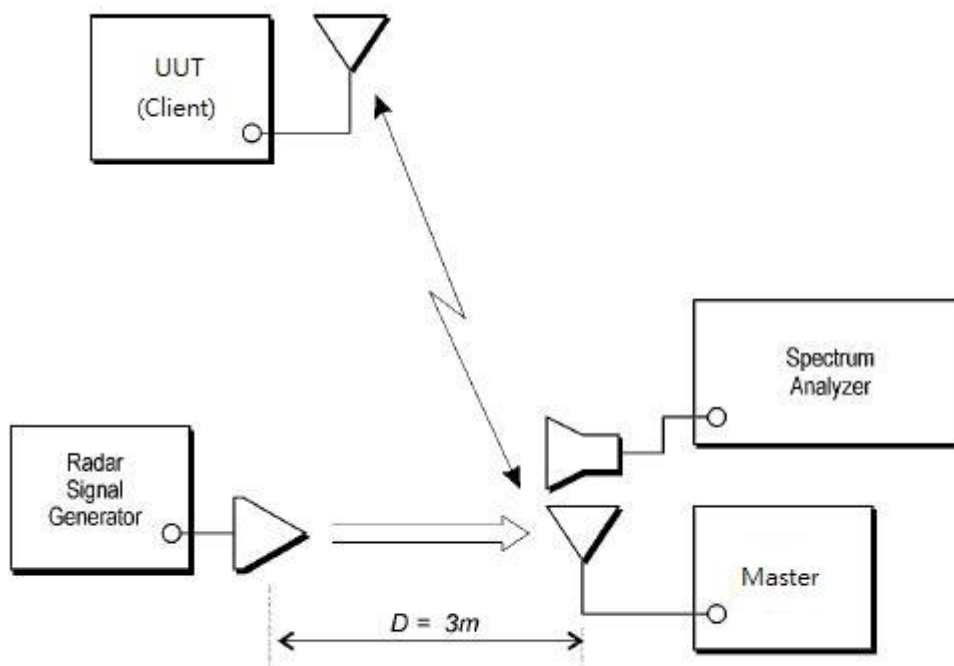 UUT
(Client)
Spectrum
Analyzer
Radar
Signal
Generator
Master
D = 3m